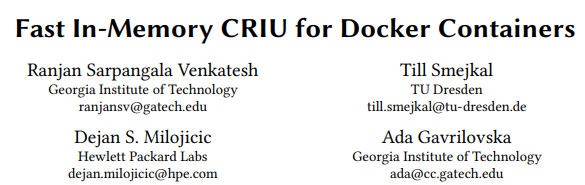 Fast In-Memory CRIU for Docker Containers
Ranjan Sarpangala Venkatesh
Georgia Institute of Technology
ranjansv@gatech.edu
Till Smejkal
TU Dresden
till.smejkal@tu-dresden.de
Dejan S. Milojicic
Hewlett Packard Labs
dejan.milojicic@hpe.com
Ada Gavrilovska
Georgia Institute of Technology
ada@cc.gatech.edu